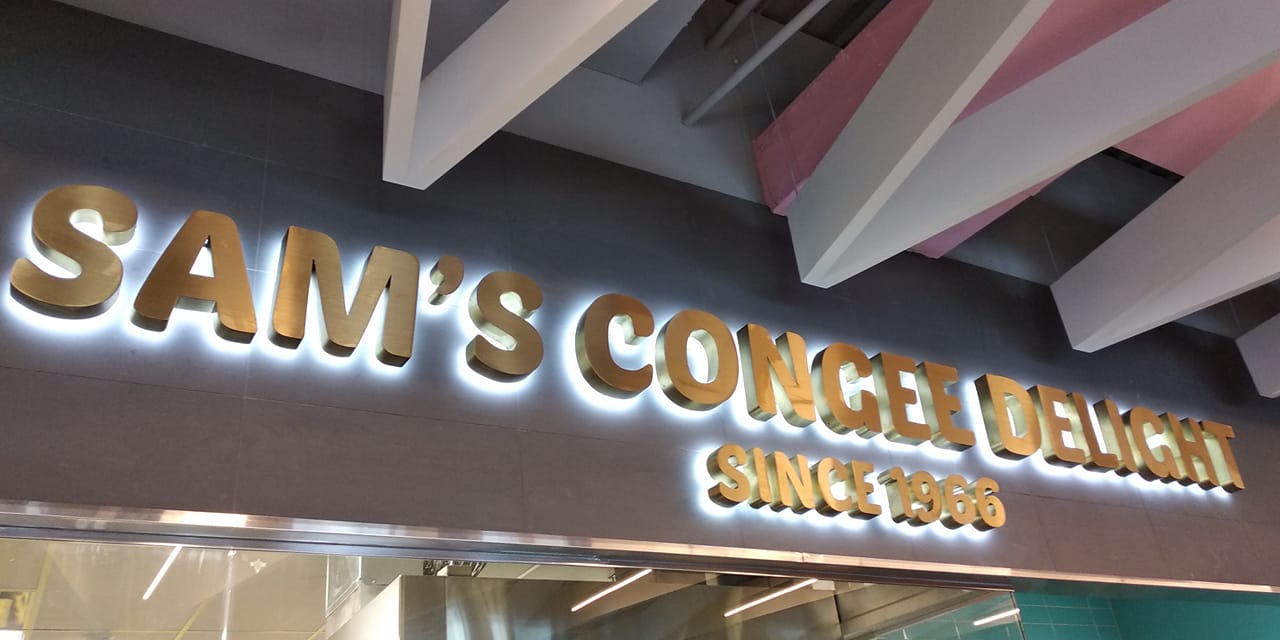 SAM'S CONGEE DELIGHT
SINCE 1966